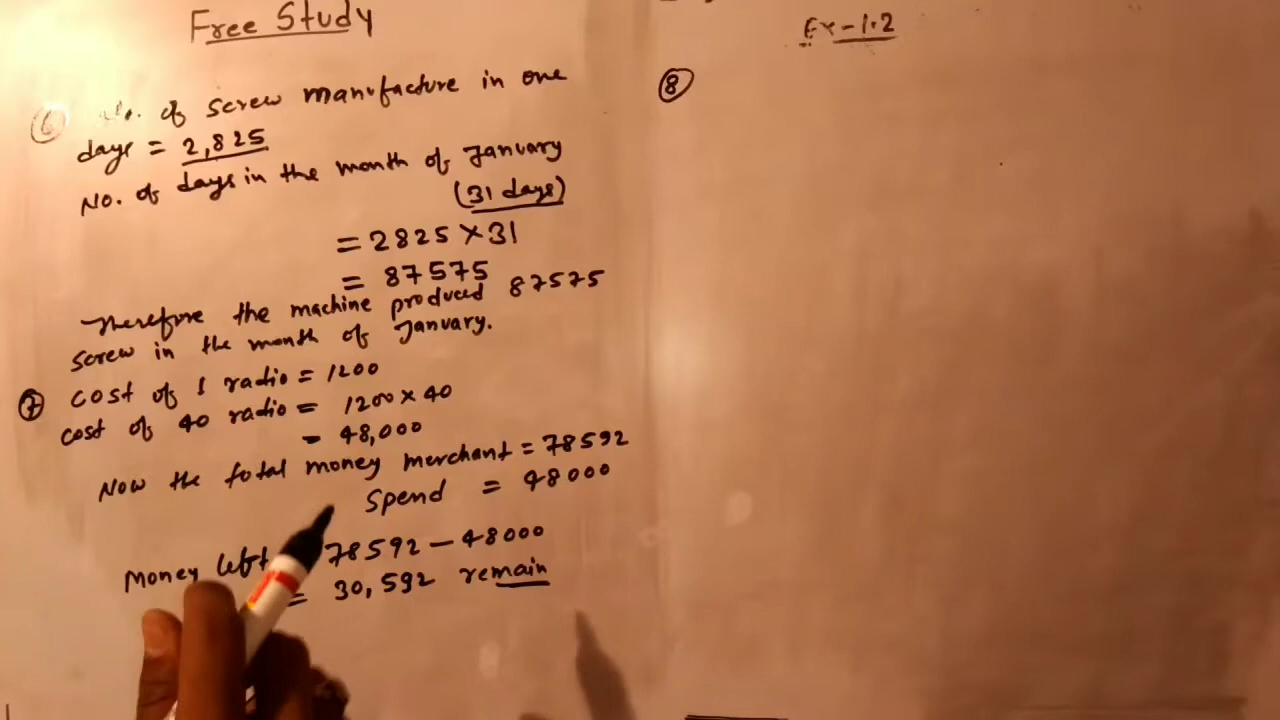 Free Study
⑥ No. of screw manufacture in one
days = 2,825
No. of days in the month of January
(31 days)
= 2825 × 31
= 87575
Therefore the machine produced 87575
screw in the month of January.
⑦ cost of 1 radio = 1200
cost of 40 radio = 1200 × 40
= 48,000
Now the total money merchant = 78592
spend = 48000
Money left 78592 - 48000
= 30,592 remain
Ex-1.2
⑧